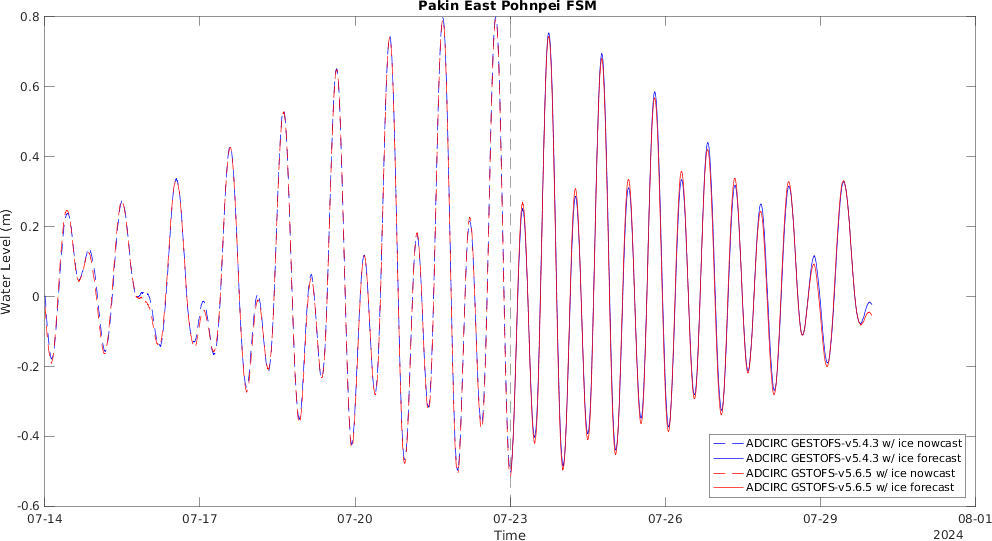 Pakin East Pohnpei FSM
0.8
0.6
0.4
0.2
0
-0.2
-0.4
-0.6
Water Level (m)
ADCIRC GESTOFS-v5.4.3 w/ ice nowcast
ADCIRC GESTOFS-v5.4.3 w/ ice forecast
ADCIRC GSTOFS-v5.6.5 w/ ice nowcast
ADCIRC GSTOFS-v5.6.5 w/ ice forecast
07-14 07-17 07-20 07-23 07-26 07-29 08-01
Time
2024